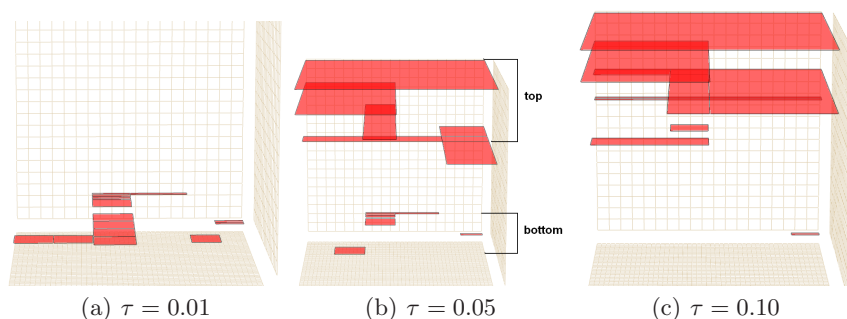 top
bottom
(a) τ = 0.01
(b) τ = 0.05
(c) τ = 0.10